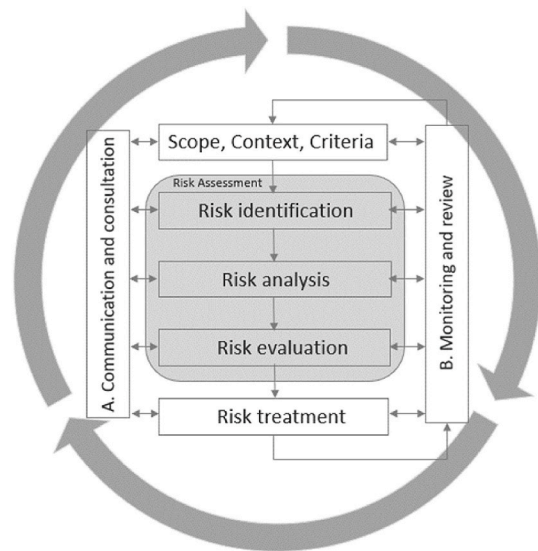 Scope, Context, Criteria
Risk Assessment
Risk identification
Risk analysis
Risk evaluation
Risk treatment
A. Communication and consultation
B. Monitoring and review